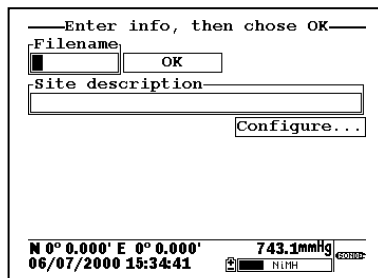 Enter info, then chose OK
Filename
OK
Site description
Configure...
N 0° 0.000' E 0° 0.000' 743.1mmHg
06/07/2000 15:34:41 NiMH